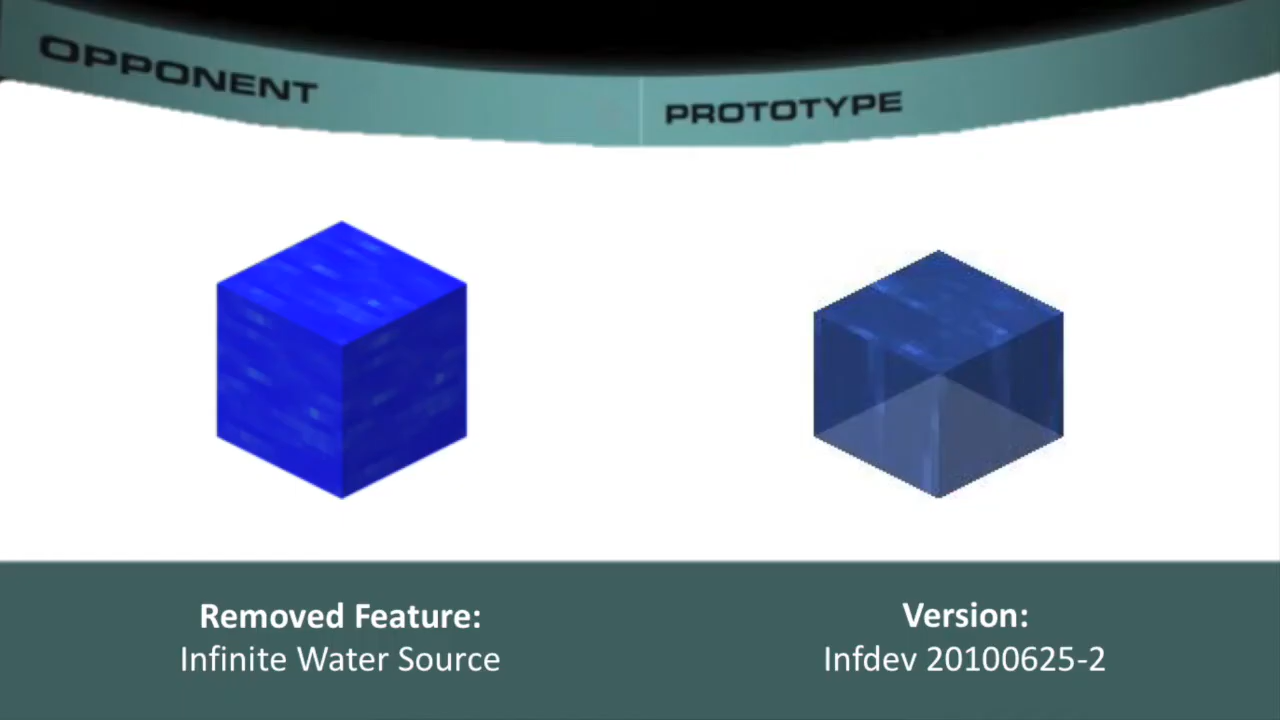 OPPONENT
PROTOTYPE
Removed Feature:
Infinite Water Source
Version:
Infdev 20100625-2